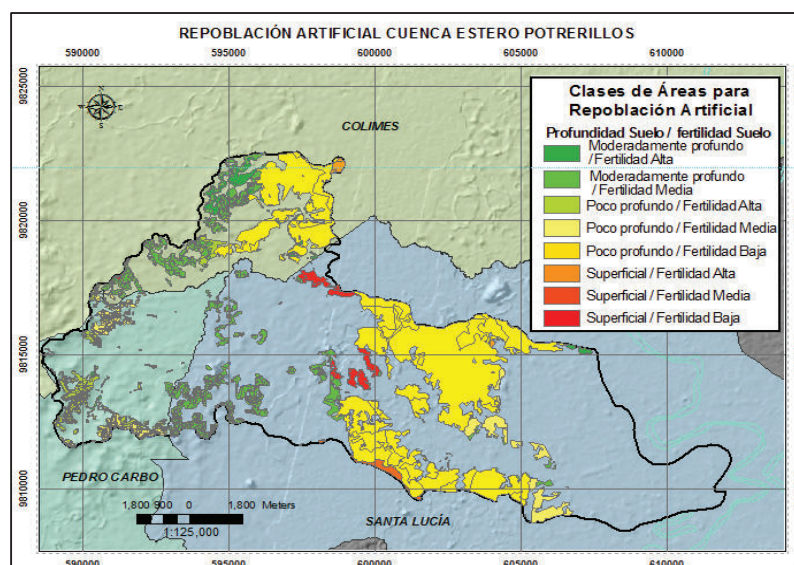 REPOBLACIÓN ARTIFICIAL CUENCA ESTERO POTRERILLOS
590000 595000 600000 605000 610000
9825000
9820000
9815000
9810000
N
W E
S
COLIMES
Clases de Áreas para
Repoblación Artificial
Profundidad Suelo / fertilidad Suelo
Moderadamente profundo
/ Fertilidad Alta
Moderadamente profundo
/ Fertilidad Media
Poco profundo / Fertilidad Alta
Poco profundo / Fertilidad Media
Poco profundo / Fertilidad Baja
Superficial / Fertilidad Alta
Superficial / Fertilidad Media
Superficial / Fertilidad Baja
PEDRO CARBO
SANTA LUCÍA
1,800 900 0 1,800 Meters
1:125,000
590000 595000 600000 605000 610000